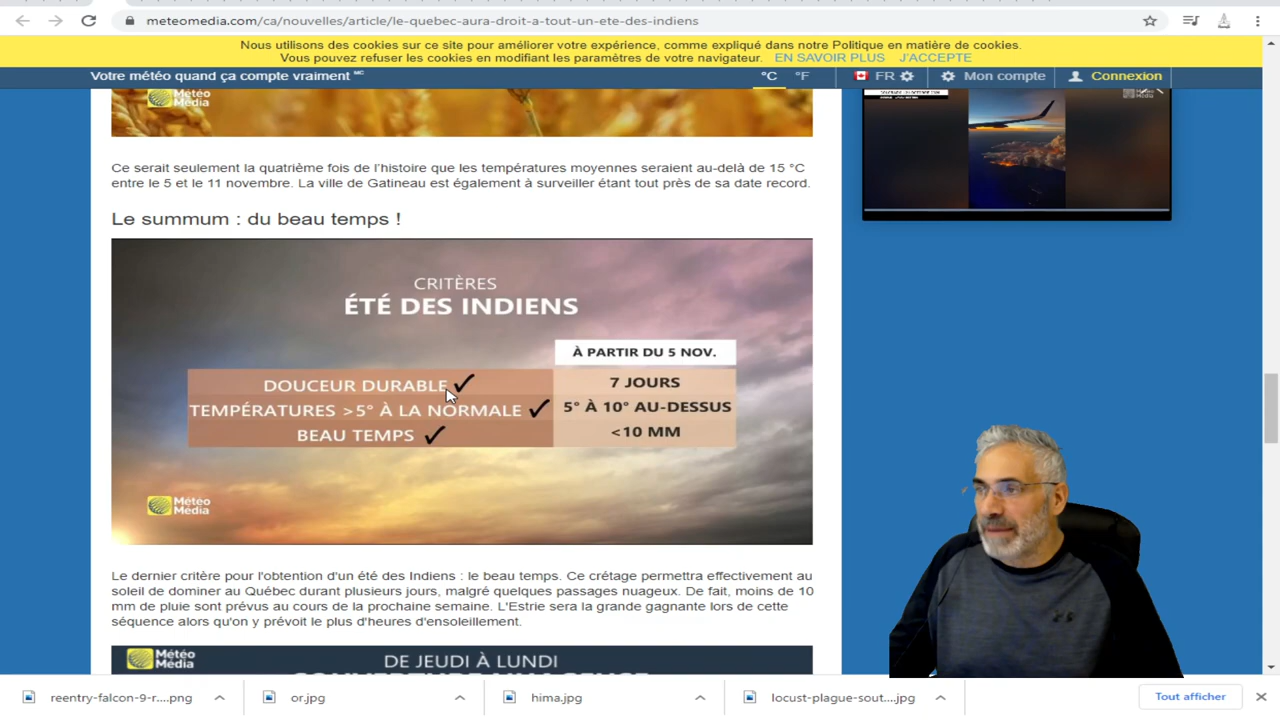 meteomedia.com/ca/nouvelles/article/le-quebec-aura-droit-a-tout-un-ete-des-indiens
Nous utilisons des cookies sur ce site pour améliorer votre expérience, comme expliqué dans notre Politique en matière de cookies.
Vous pouvez refuser les cookies en modifiant les paramètres de votre navigateur. EN SAVOIR PLUS J'ACCEPTE
Votre météo quand ça compte vraiment MC °C °F FR Mon compte Connexion
Météo
Média
Ce serait seulement la quatrième fois de l'histoire que les températures moyennes seraient au-delà de 15 °C
entre le 5 et le 11 novembre. La ville de Gatineau est également à surveiller étant tout près de sa date record.
Le summum : du beau temps !
CRITÈRES
ÉTÉ DES INDIENS
À PARTIR DU 5 NOV.
DOUCEUR DURABLE ✓ 7 JOURS
TEMPÉRATURES >5° À LA NORMALE ✓ 5° À 10° AU-DESSUS
BEAU TEMPS ✓ <10 MM
Météo
Média
Le dernier critère pour l'obtention d'un été des Indiens : le beau temps. Ce crétage permettra effectivement au
soleil de dominer au Québec durant plusieurs jours, malgré quelques passages nuageux. De fait, moins de 10
mm de pluie sont prévus au cours de la prochaine semaine. L'Estrie sera la grande gagnante lors de cette
séquence alors qu'on y prévoit le plus d'heures d'ensoleillement.
Météo
Média
DE JEUDI À LUNDI
reentry-falcon-9-r....png or.jpg hima.jpg locust-plague-sout....jpg Tout afficher